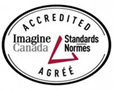 ACCREDITED
Imagine Standards
Canada Normes
AGRÉÉ